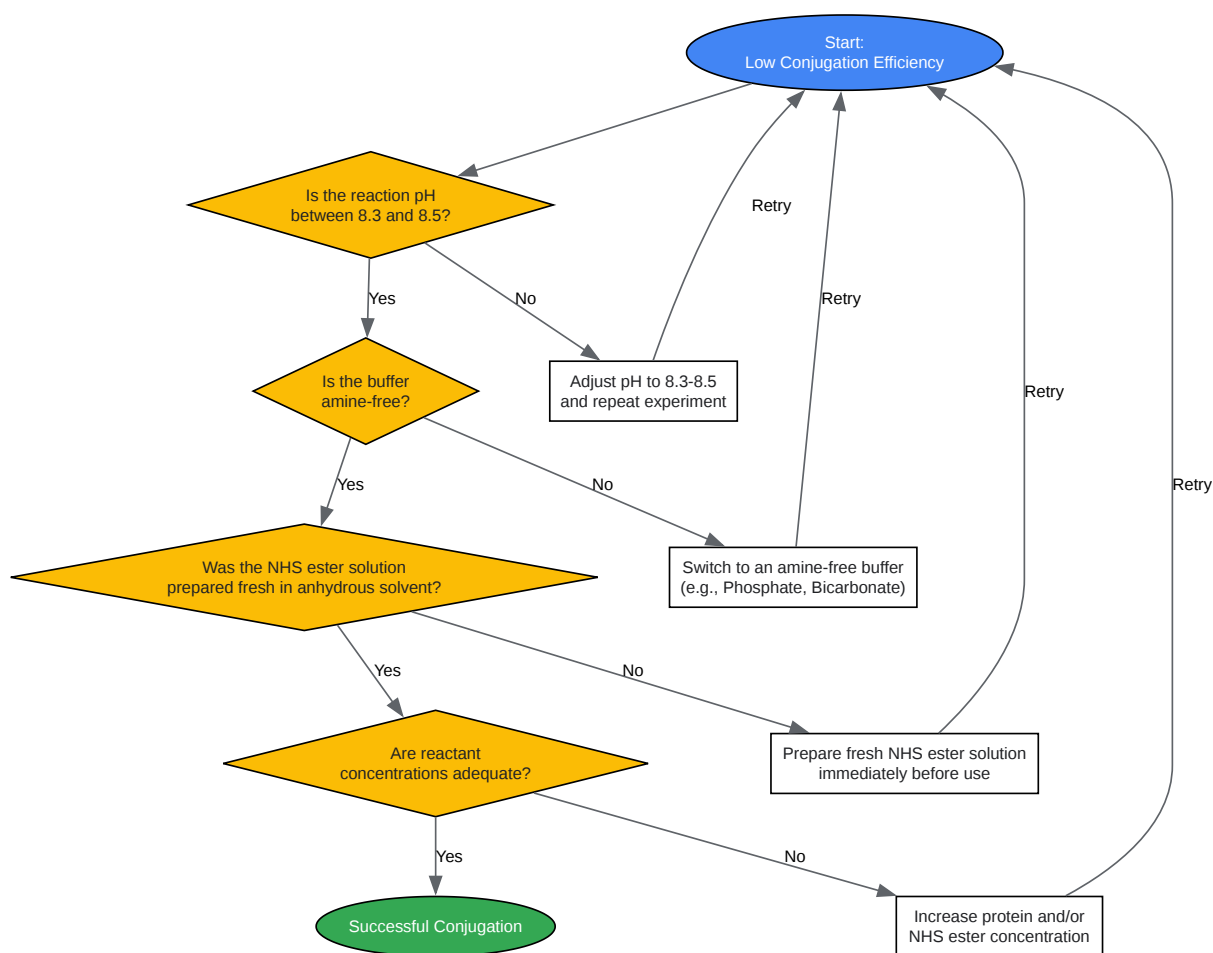 Start:
Low Conjugation Efficiency
Is the reaction pH
between 8.3 and 8.5?
Retry
Yes
No
Retry
Is the buffer
amine-free?
Adjust pH to 8.3-8.5
and repeat experiment
Retry
Yes
No
Retry
Was the NHS ester solution
prepared fresh in anhydrous solvent?
Switch to an amine-free buffer
(e.g., Phosphate, Bicarbonate)
Yes
No
Are reactant
concentrations adequate?
Prepare fresh NHS ester solution
immediately before use
Yes
No
Successful Conjugation
Increase protein and/or
NHS ester concentration